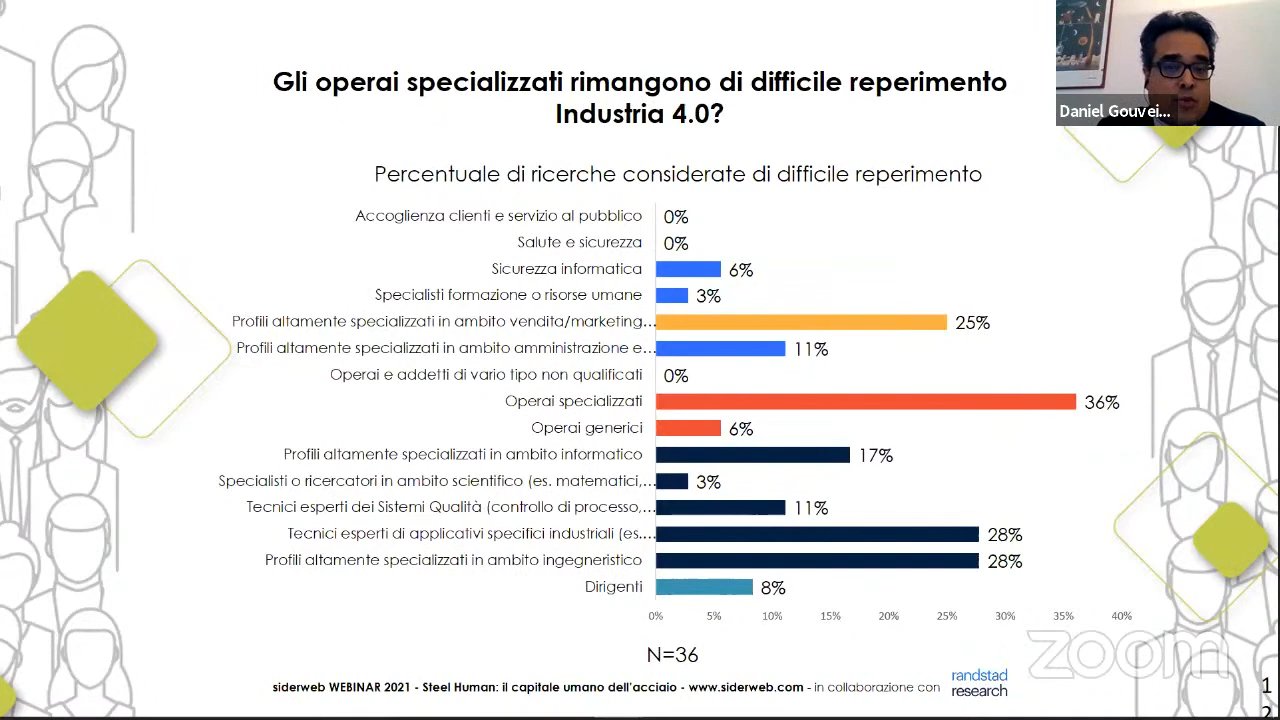 Gli operai specializzati rimangono di difficile reperimento
Industria 4.0?
Daniel Gouvei...
Percentuale di ricerche considerate di difficile reperimento
Accoglienza clienti e servizio al pubblico 0%
Salute e sicurezza 0%
Sicurezza informatica 6%
Specialisti formazione o risorse umane 3%
Profili altamente specializzati in ambito vendita/marketing... 25%
Profili altamente specializzati in ambito amministrazione e... 11%
Operai e addetti di vario tipo non qualificati 0%
Operai specializzati 36%
Operai generici 6%
Profili altamente specializzati in ambito informatico 17%
Specialisti o ricercatori in ambito scientifico (es. matematici,... 3%
Tecnici esperti dei Sistemi Qualità (controllo di processo,... 11%
Tecnici esperti di applicativi specifici industriali (es.... 28%
Profili altamente specializzati in ambito ingegneristico 28%
Dirigenti 8%
0% 5% 10% 15% 20% 25% 30% 35% 40%
N=36
zoom
siderweb WEBINAR 2021 - Steel Human: il capitale umano dell'acciaio - www.siderweb.com - in collaborazione con
randstad
research
1
2